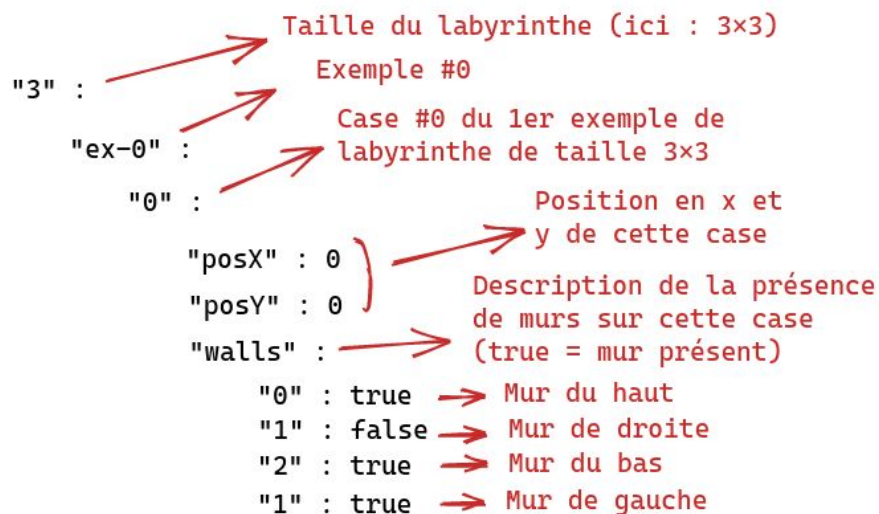 Taille du labyrinthe (ici : 3×3)
"3" :
Exemple #0
"ex-0" :
Case #0 du 1er exemple de
labyrinthe de taille 3×3
"0" :
Position en x et
y de cette case
"posX" : 0
"posY" : 0
Description de la présence
de murs sur cette case
(true = mur présent)
"walls" :
"0" : true Mur du haut
"1" : false Mur de droite
"2" : true Mur du bas
"1" : true Mur de gauche